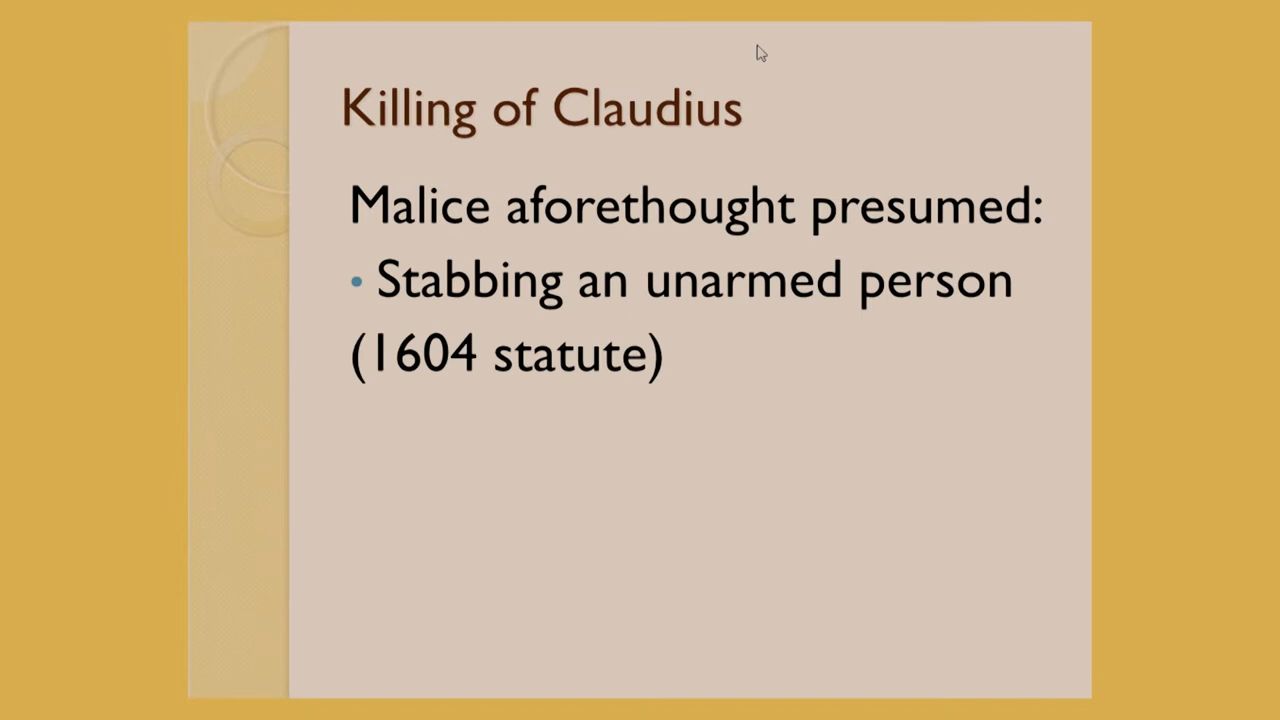 Killing of Claudius
Malice aforethought presumed:
• Stabbing an unarmed person
(1604 statute)